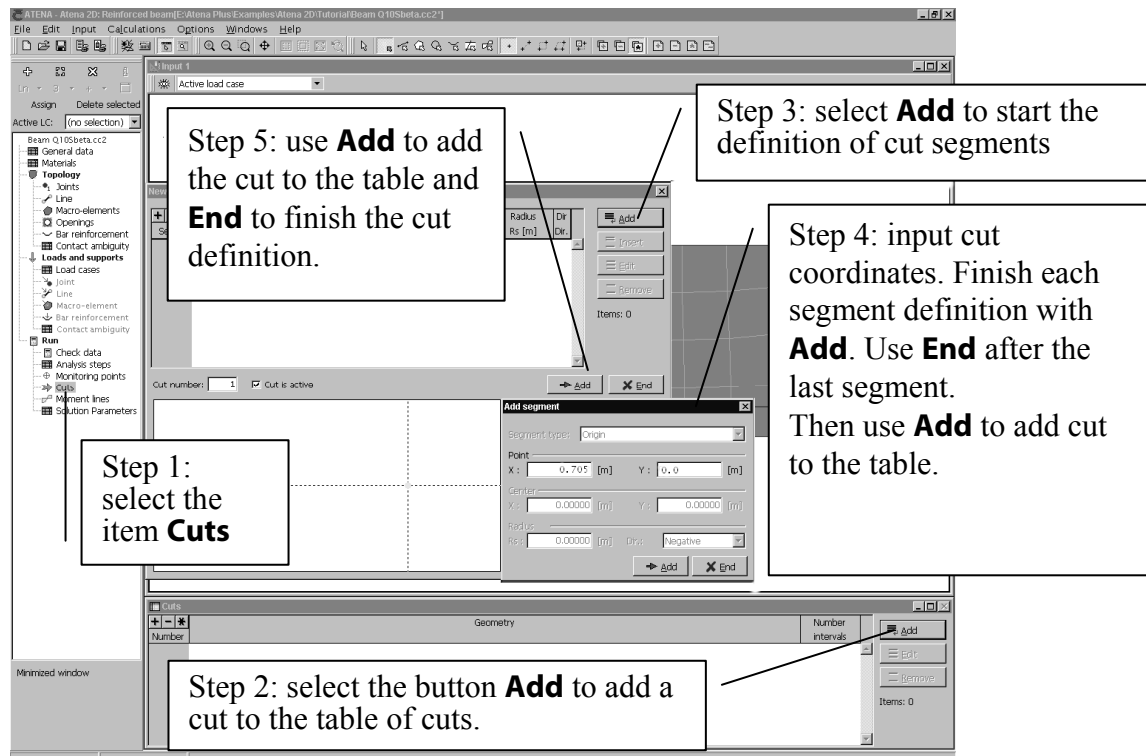 ATENA - Atena 2D: Reinforced beam[E:\Atena Plus\Examples\Atena 2D\Tutorial\Beam Q10Sbeta.cc2*]
File Edit Input Calculations Options Windows Help
Input 1
Active load case
Assign Delete selected
Active LC: (no selection)
Beam Q10Sbeta.cc2
General data
Materials
Topology
Joints
Line
Macro-elements
Openings
Bar reinforcement
Contact ambiguity
Loads and supports
Load cases
Joint
Line
Macro-element
Bar reinforcement
Contact ambiguity
Run
Check data
Analysis steps
Monitoring points
Cuts
Moment lines
Solution Parameters
Minimized window
Step 5: use Add to add
the cut to the table and
End to finish the cut
definition.
Step 3: select Add to start the
definition of cut segments
Radius Dir
Rs [m] Dir.
Add
Insert
Edit
Remove
Items: 0
Step 4: input cut
coordinates. Finish each
segment definition with
Add. Use End after the
last segment.
Then use Add to add cut
to the table.
Cut number: 1 Cut is active
Add End
Add segment
Segment type: Origin
Point
X : 0.705 [m] Y : 0.0 [m]
Center
X : 0.00000 [m] Y : 0.00000 [m]
Radius
Rs : 0.00000 [m] Dir.: Negative
Add End
Step 1:
select the
item Cuts
Cuts
Number Geometry Number
intervals
Add
Edit
Remove
Items: 0
Step 2: select the button Add to add a
cut to the table of cuts.